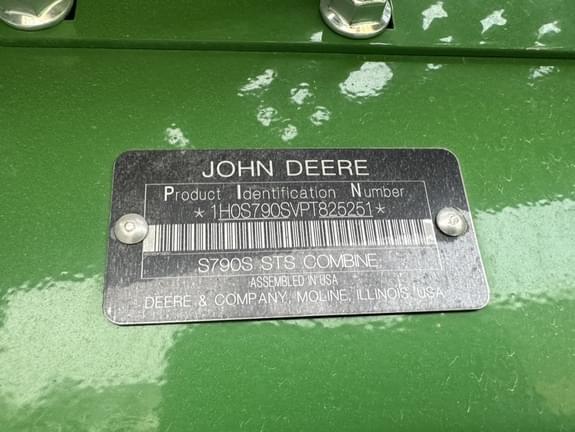 JOHN DEERE
Product Identification Number
*1H0S790SVPT825251*
S790S STS COMBINE
ASSEMBLED IN USA
DEERE & COMPANY, MOLINE, ILLINOIS, USA